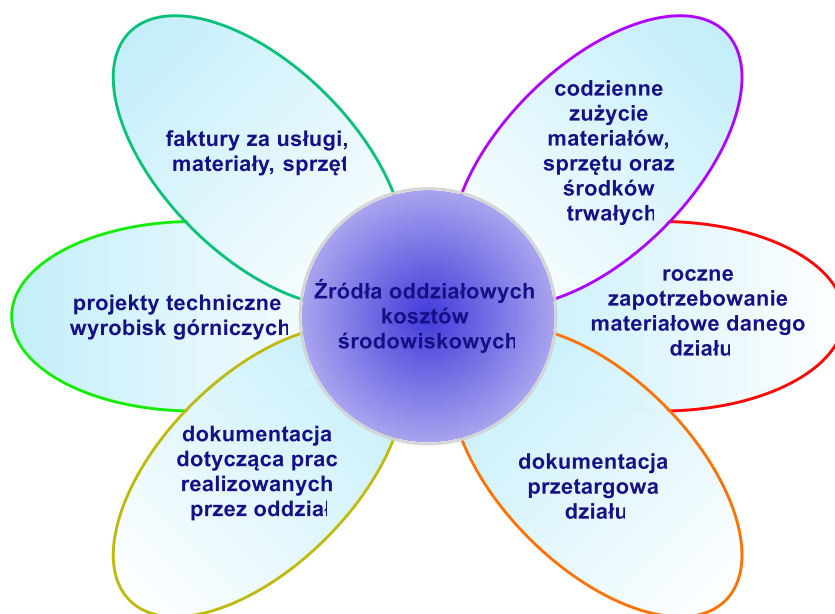 faktury za usługi,
materiały, sprzęt
codzienne
zużycie
materiałów,
sprzętu oraz
środków
trwałych
projekty techniczne
wyrobisk górniczych
Źródła oddziałowych
kosztów
środowiskowych
roczne
zapotrzebowanie
materiałowe danego
działu
dokumentacja
dotycząca prac
realizowanych
przez oddział
dokumentacja
przetargowa
działu